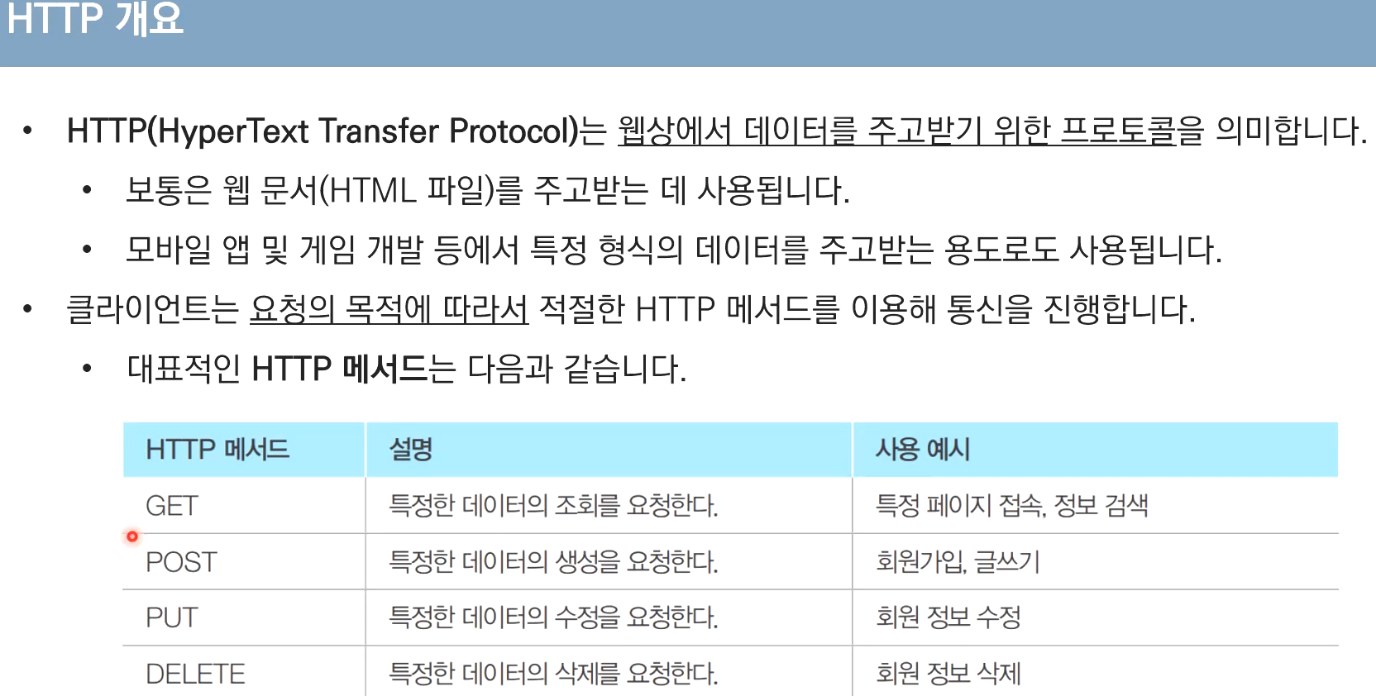 HTTP 개요
• HTTP(HyperText Transfer Protocol)는 웹상에서 데이터를 주고받기 위한 프로토콜을 의미합니다.
• 보통은 웹 문서(HTML 파일)를 주고받는 데 사용됩니다.
• 모바일 앱 및 게임 개발 등에서 특정 형식의 데이터를 주고받는 용도로도 사용됩니다.
• 클라이언트는 요청의 목적에 따라서 적절한 HTTP 메서드를 이용해 통신을 진행합니다.
• 대표적인 HTTP 메서드는 다음과 같습니다.
HTTP 메서드 설명 사용 예시
GET 특정한 데이터의 조회를 요청한다. 특정 페이지 접속, 정보 검색
POST 특정한 데이터의 생성을 요청한다. 회원가입, 글쓰기
PUT 특정한 데이터의 수정을 요청한다. 회원 정보 수정
DELETE 특정한 데이터의 삭제를 요청한다. 회원 정보 삭제